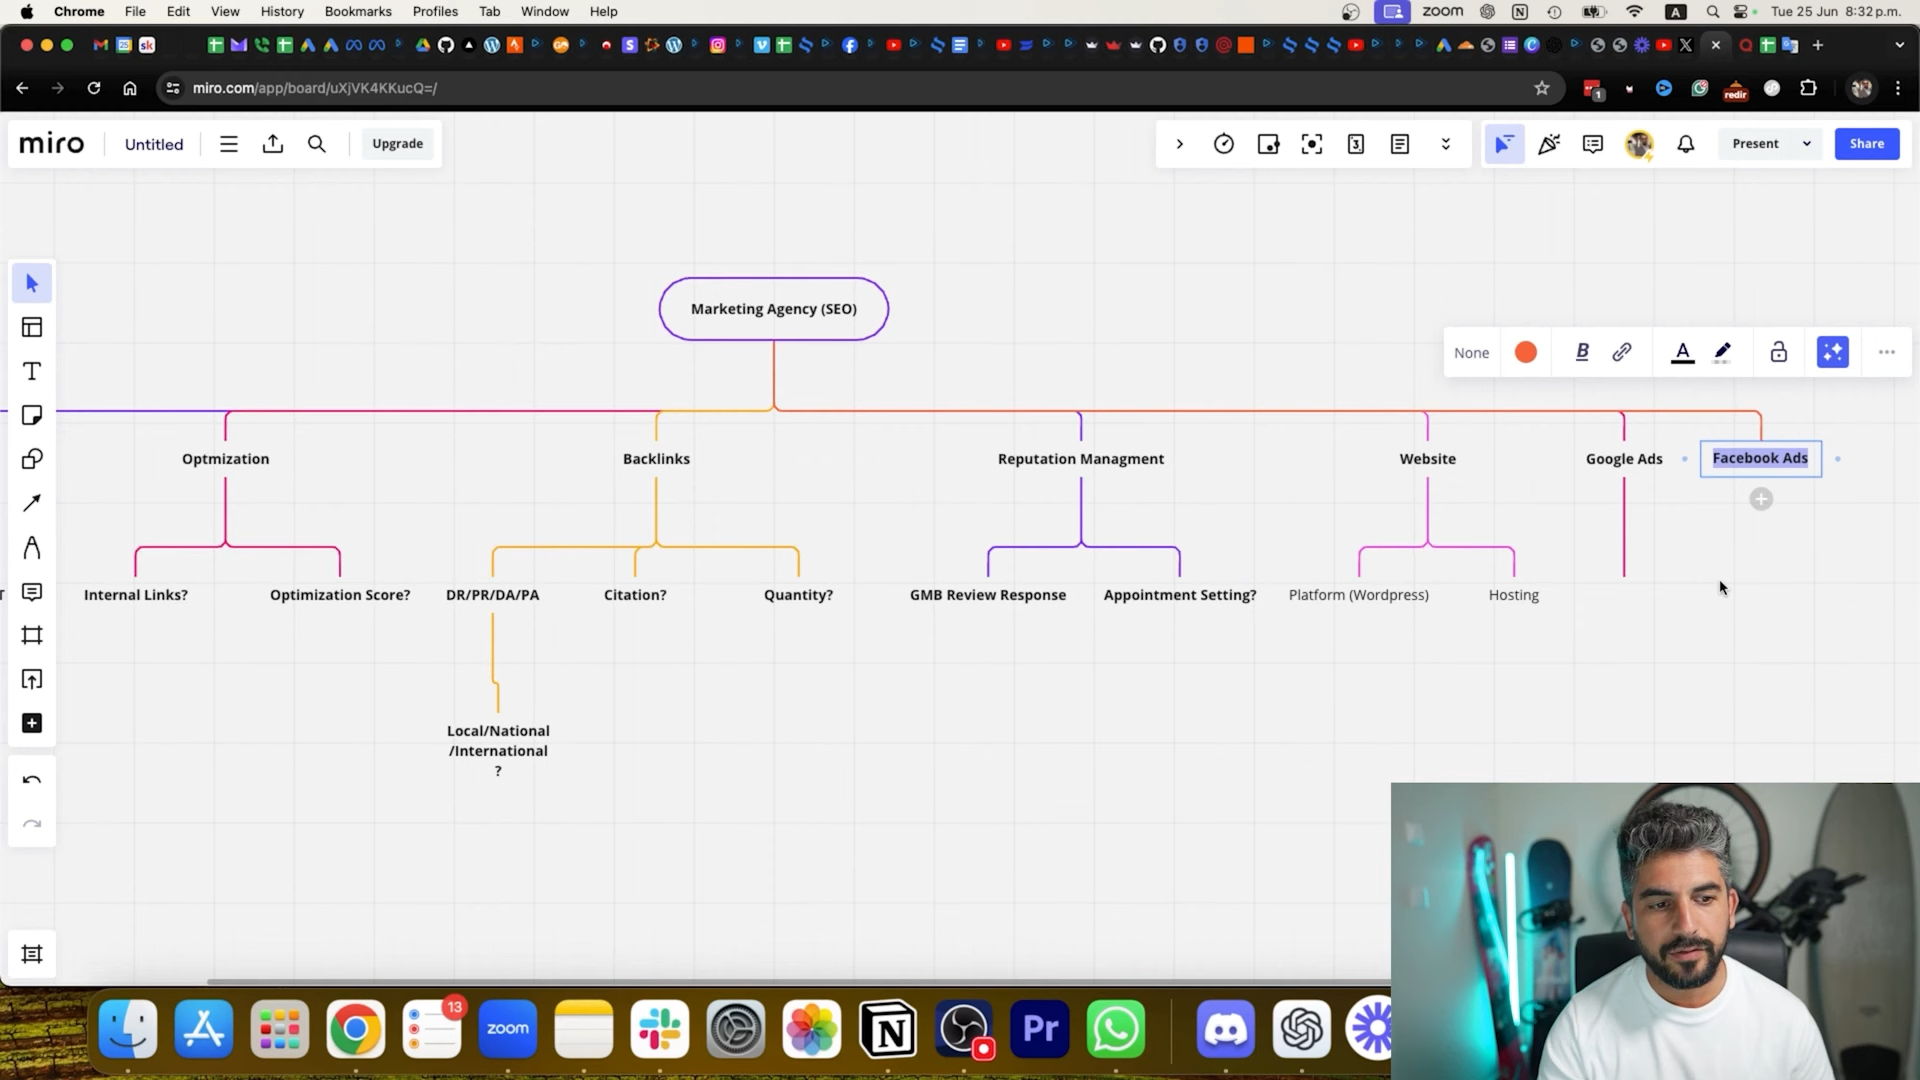 Chrome File Edit View History Bookmarks Profiles Tab Window Help
zoom
A
Tue 25 Jun 8:32 p.m.
miro.com/app/board/uXjVK4KKucQ=/
1
redir
miro
Untitled
Upgrade
3
Present
Share
Marketing Agency (SEO)
None
B
A
Optmization
Backlinks
Reputation Managment
Website
Google Ads
Facebook Ads
T
Internal Links?
Optimization Score?
DR/PR/DA/PA
Citation?
Quantity?
GMB Review Response
Appointment Setting?
Platform (Wordpress)
Hosting
Local/National
/International
?
13
zoom
Pr